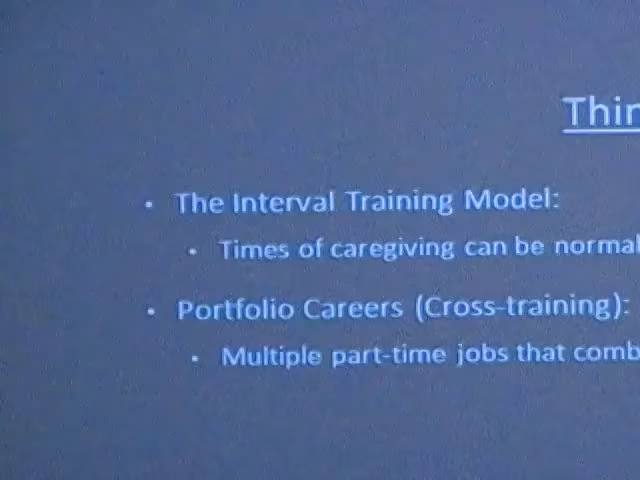 Thin
• The Interval Training Model:
• Times of caregiving can be normal
• Portfolio Careers (Cross-training):
• Multiple part-time jobs that comb